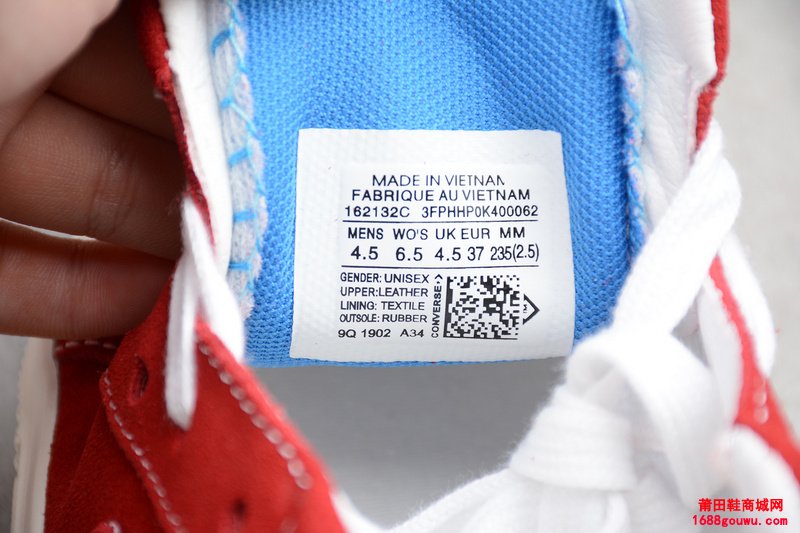 MADE IN VIETNAM
FABRIQUE AU VIETNAM
162132C 3FPHHP0K400062
MENS WO'S UK EUR MM
4.5 6.5 4.5 37 235(2.5)
GENDER: UNISEX
UPPER:LEATHER
LINING: TEXTILE
OUTSOLE: RUBBER
9Q 1902 A34
CONVERSE
TM
莆田鞋商城网
1688gouwu.com